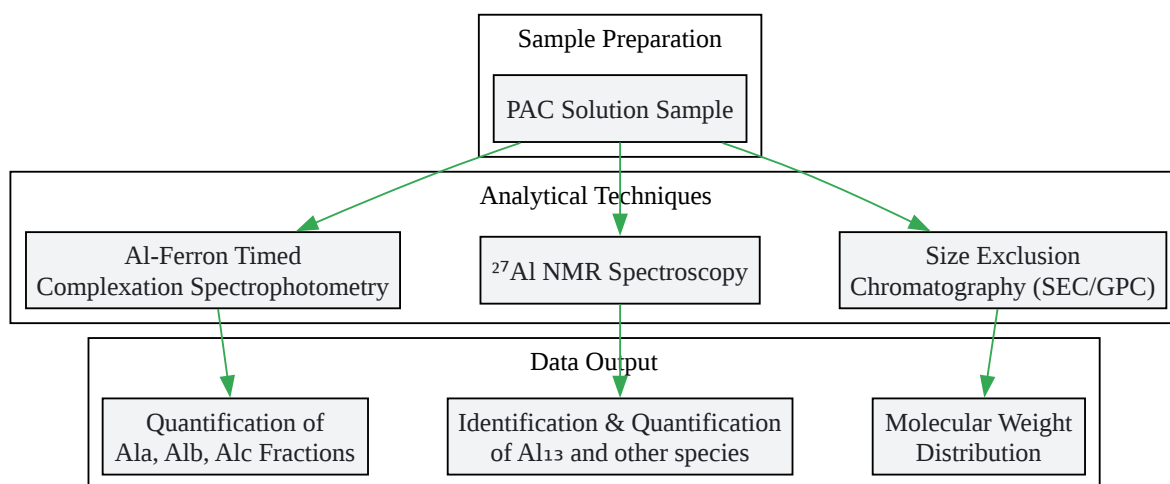 Sample Preparation
PAC Solution Sample
Analytical Techniques
Al-Ferron Timed
Complexation Spectrophotometry
²⁷Al NMR Spectroscopy
Size Exclusion
Chromatography (SEC/GPC)
Data Output
Quantification of
Ala, Alb, Alc Fractions
Identification & Quantification
of Al₁₃ and other species
Molecular Weight
Distribution